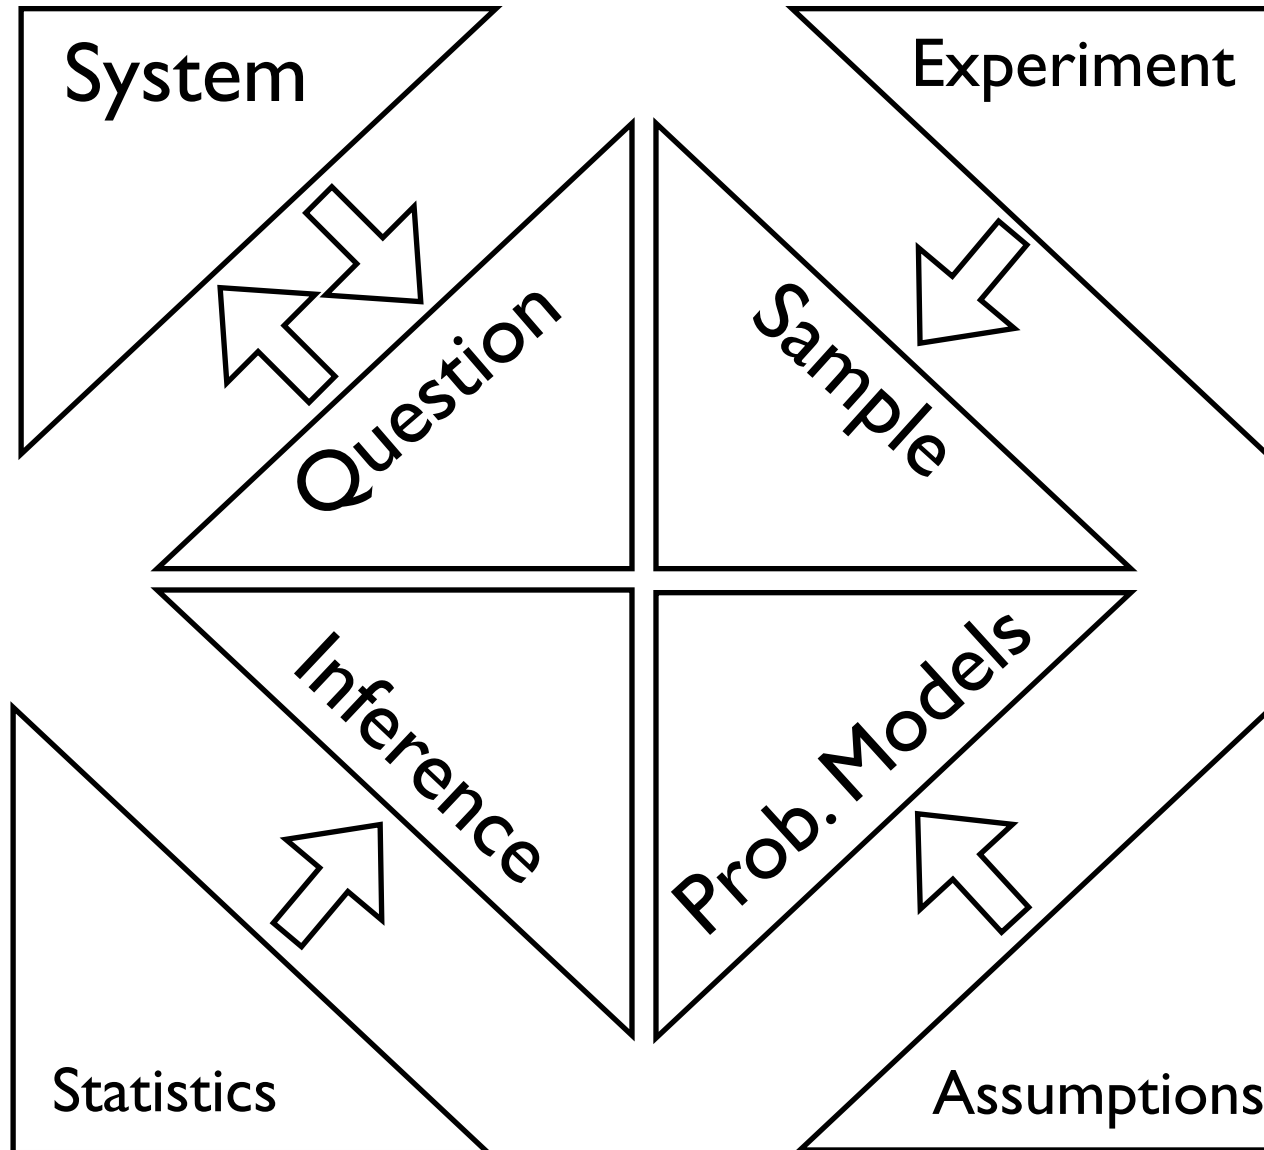 System
Experiment
Question
Sample
Inference
Prob. Models
Statistics
Assumptions